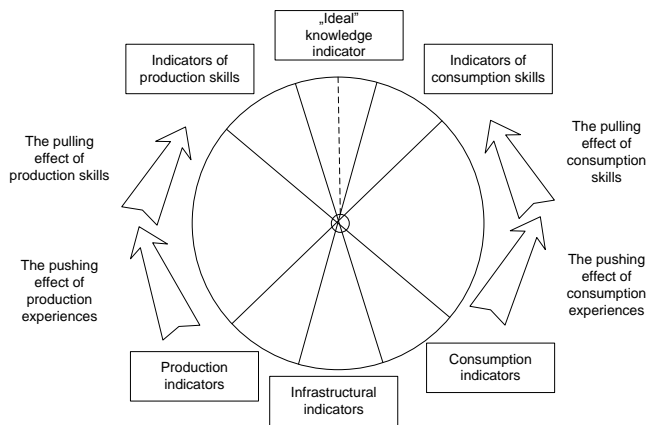 „Ideal”
knowledge
indicator
Indicators of
production skills
Indicators of
consumption skills
The pulling
effect of
production skills
The pulling
effect of
consumption
skills
The pushing
effect of
production
experiences
The pushing
effect of
consumption
experiences
Production
indicators
Infrastructural
indicators
Consumption
indicators